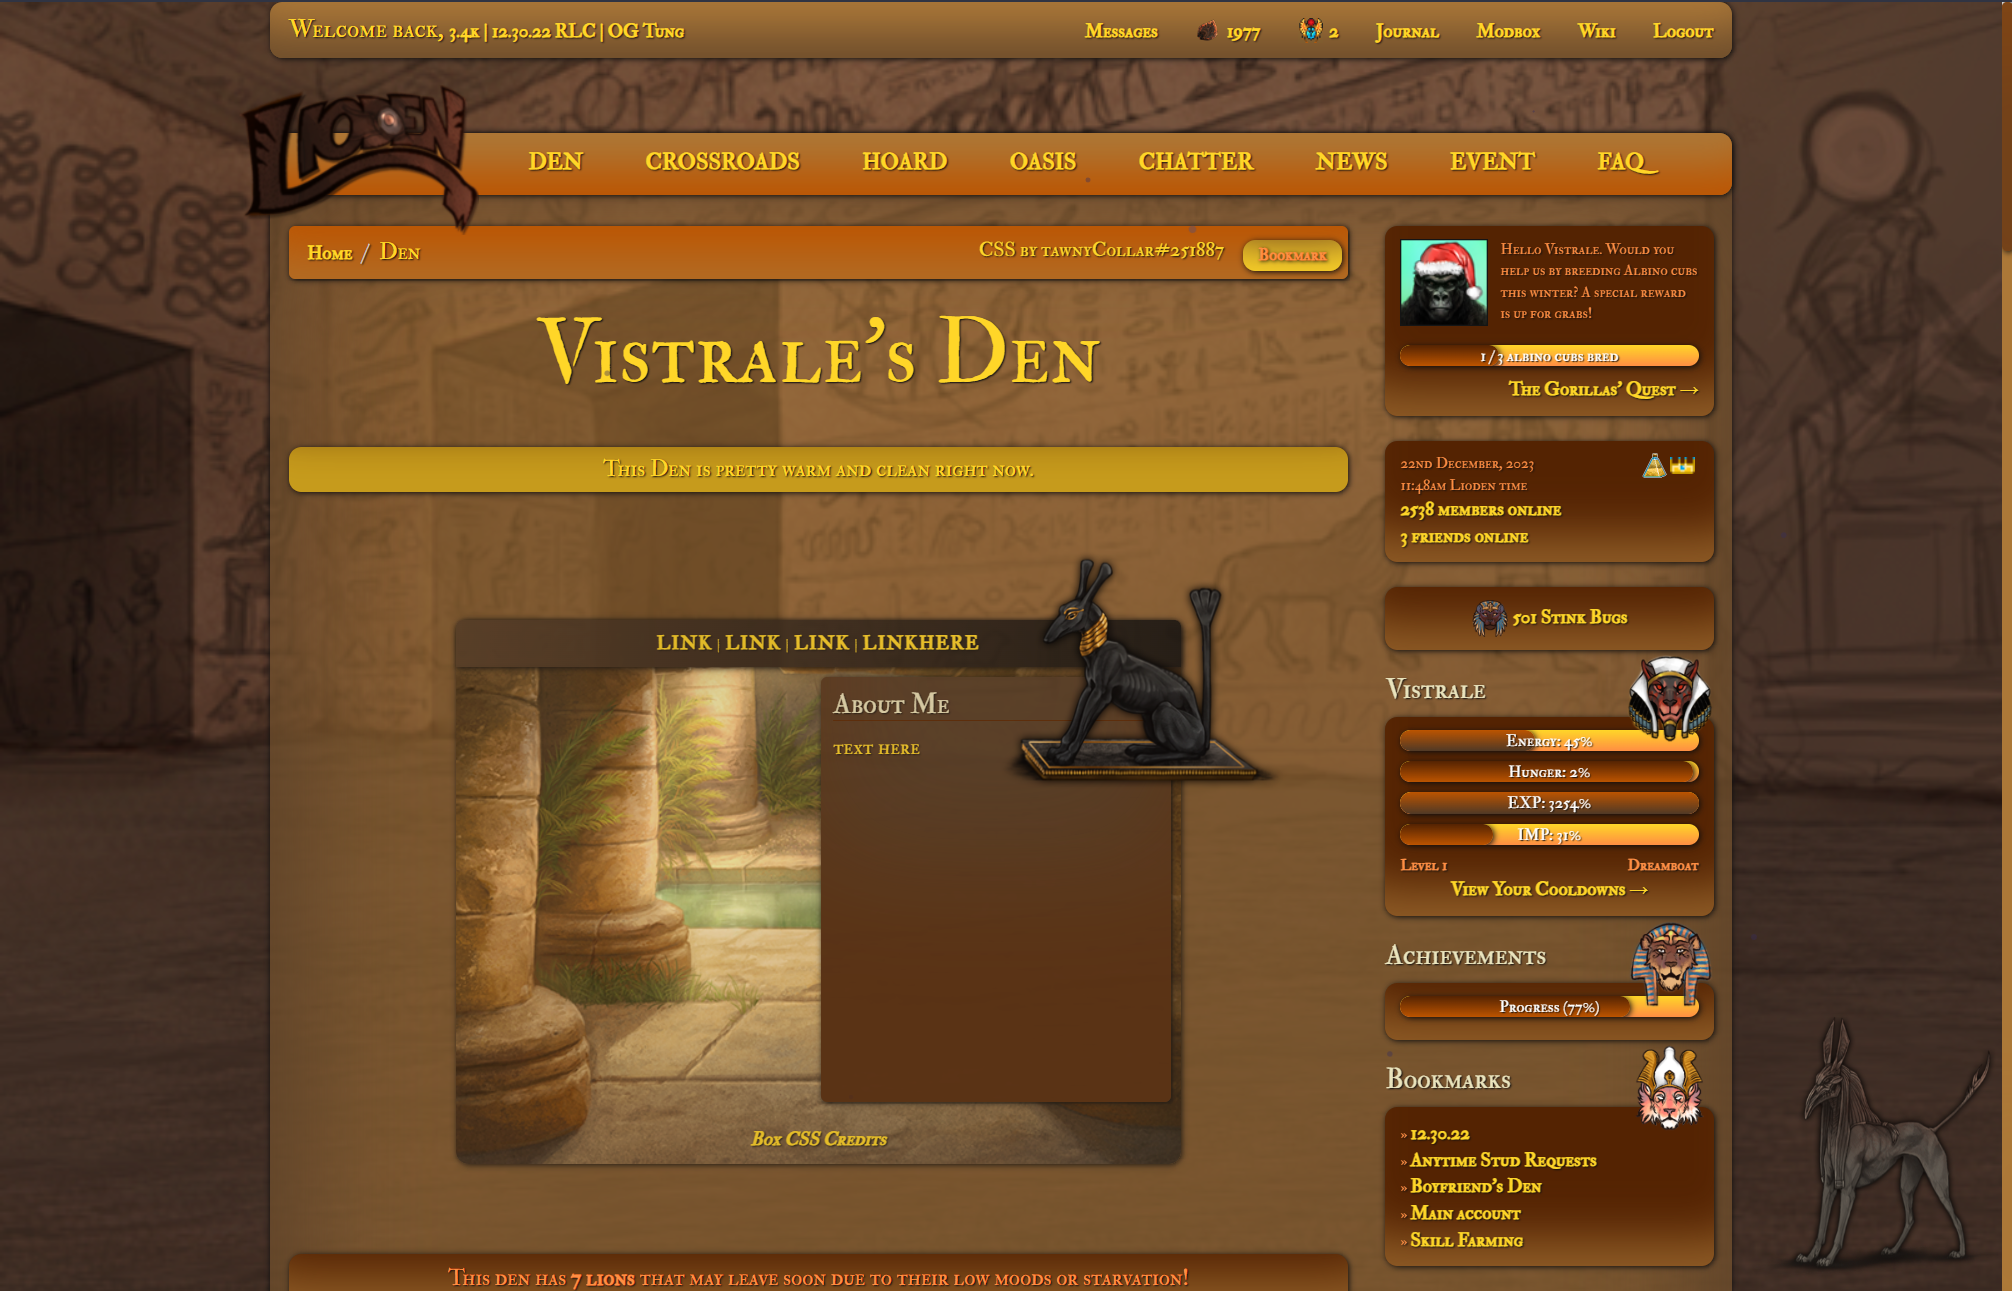 Welcome back, 3.4k | 12.30.22 RLC | OG Tung
Messages 1977 2 Journal Modbox Wiki Logout
LIODEN
DEN CROSSROADS HOARD OASIS CHATTER NEWS EVENT FAQ
Home / Den
CSS by tawnyCollar#251887 Bookmark
Vistrale's Den
This Den is pretty warm and clean right now.
LINK | LINK | LINK | LINKHERE
About Me
text here
Box CSS Credits
This den has 7 lions that may leave soon due to their low moods or starvation!
Hello Vistrale. Would you
help us by breeding Albino cubs
this winter? A special reward
is up for grabs!
1 / 3 albino cubs bred
The Gorillas' Quest →
22nd December, 2023
11:48am Lioden time
2538 members online
3 friends online
501 Stink Bugs
Vistrale
Energy: 45%
Hunger: 2%
EXP: 3254%
IMP: 31%
Level 1 Dreamboat
View Your Cooldowns →
Achievements
Progress (77%)
Bookmarks
» 12.30.22
» Anytime Stud Requests
» Boyfriend's Den
» Main account
» Skill Farming